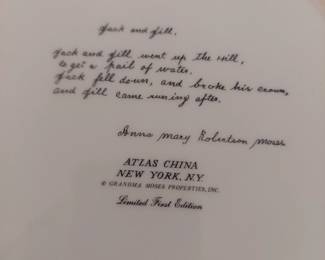 Jack and Jill,
Jack and Jill went up the Hill,
to get a pail of water.
Jack fell down, and broke his crown,
and Jill came runing after.
Anna Mary Robertson Moses
ATLAS CHINA
NEW YORK, N.Y.
© GRANDMA MOSES PROPERTIES, INC.
Limited First Edition